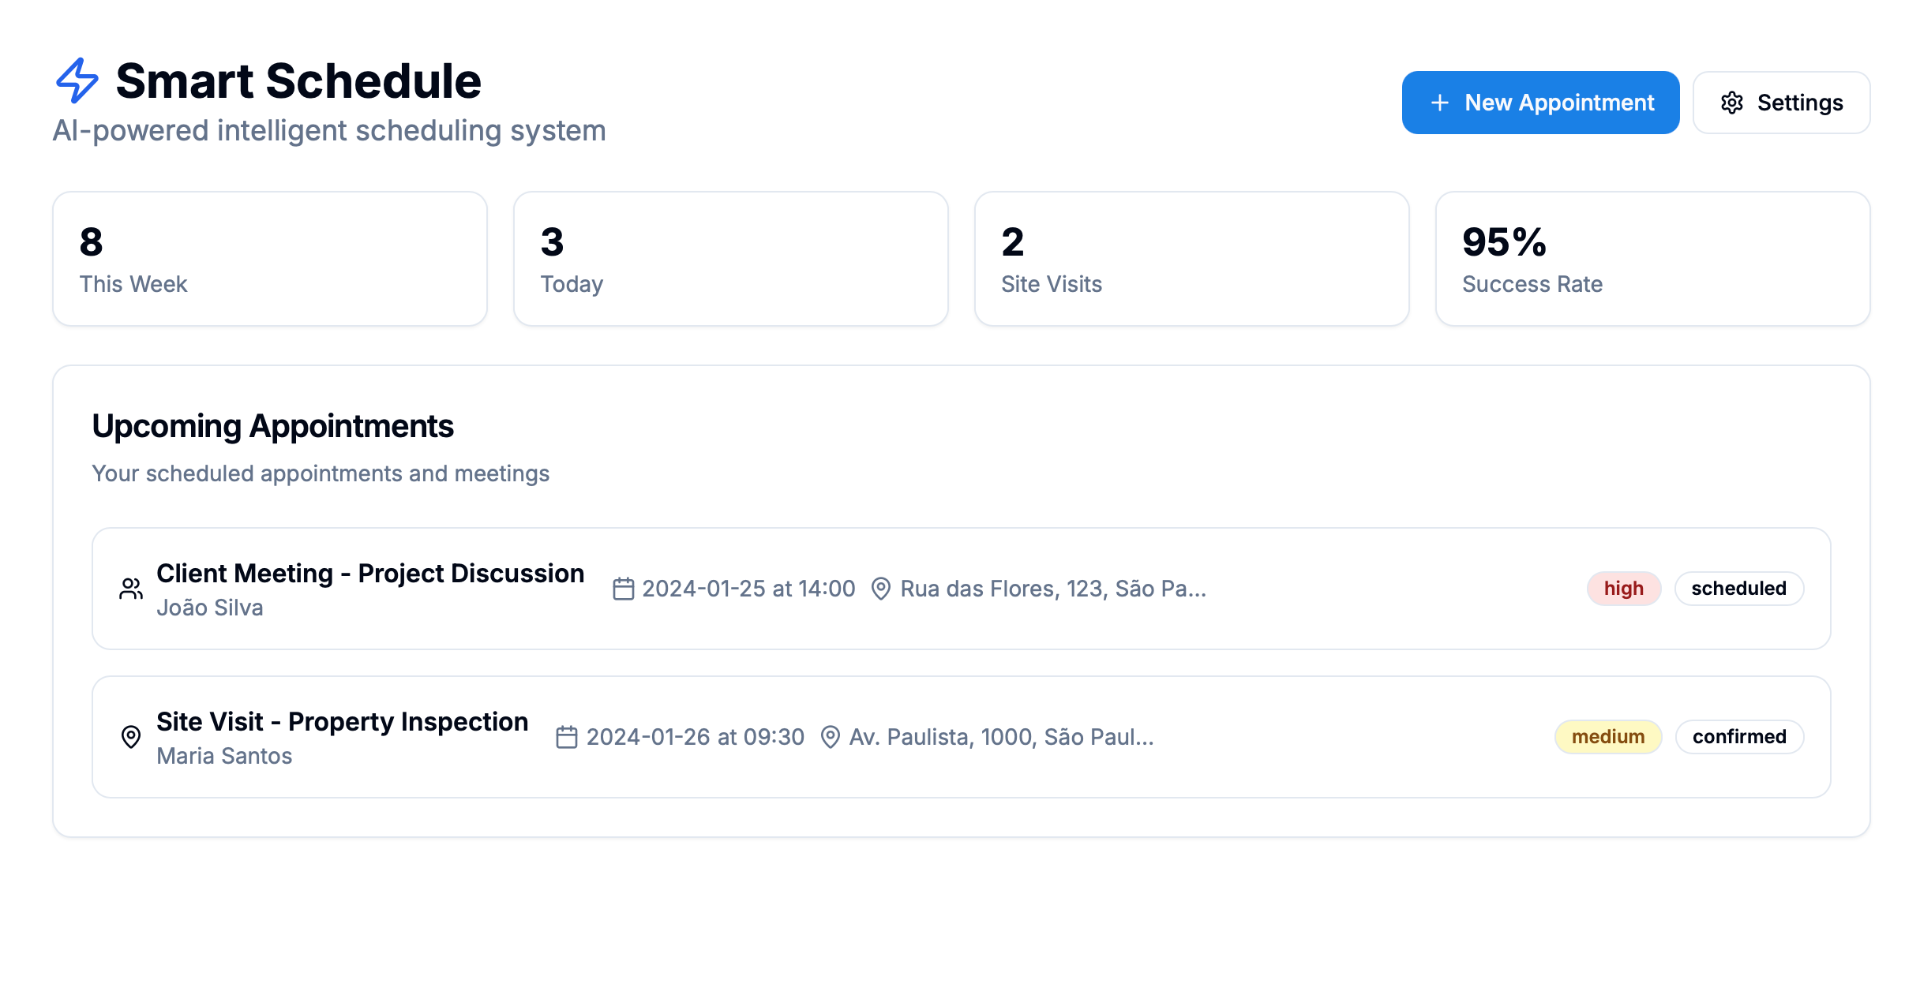 Smart Schedule
AI-powered intelligent scheduling system
New Appointment
Settings
8
This Week
3
Today
2
Site Visits
95%
Success Rate
Upcoming Appointments
Your scheduled appointments and meetings
Client Meeting - Project Discussion
João Silva
2024-01-25 at 14:00
Rua das Flores, 123, São Pa...
high
scheduled
Site Visit - Property Inspection
Maria Santos
2024-01-26 at 09:30
Av. Paulista, 1000, São Paul...
medium
confirmed